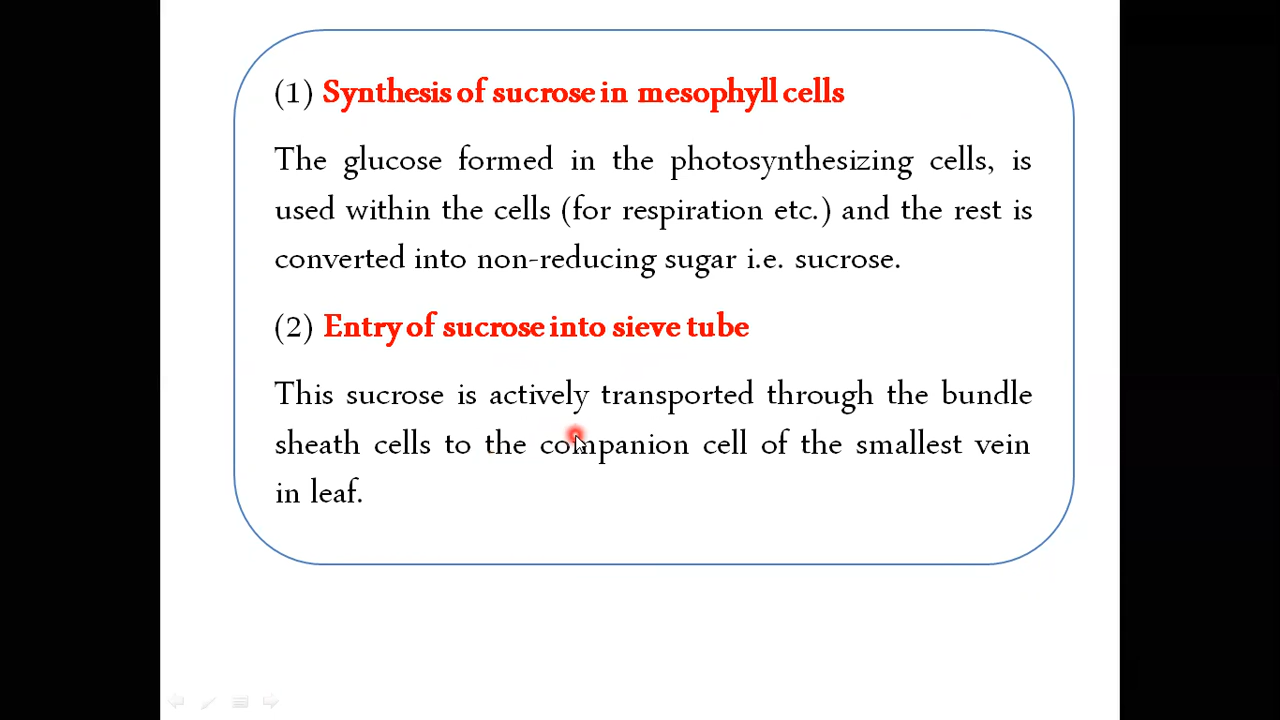 (1) Synthesis of sucrose in mesophyll cells
The glucose formed in the photosynthesizing cells, is
used within the cells (for respiration etc.) and the rest is
converted into non-reducing sugar i.e. sucrose.
(2) Entry of sucrose into sieve tube
This sucrose is actively transported through the bundle
sheath cells to the companion cell of the smallest vein
in leaf.